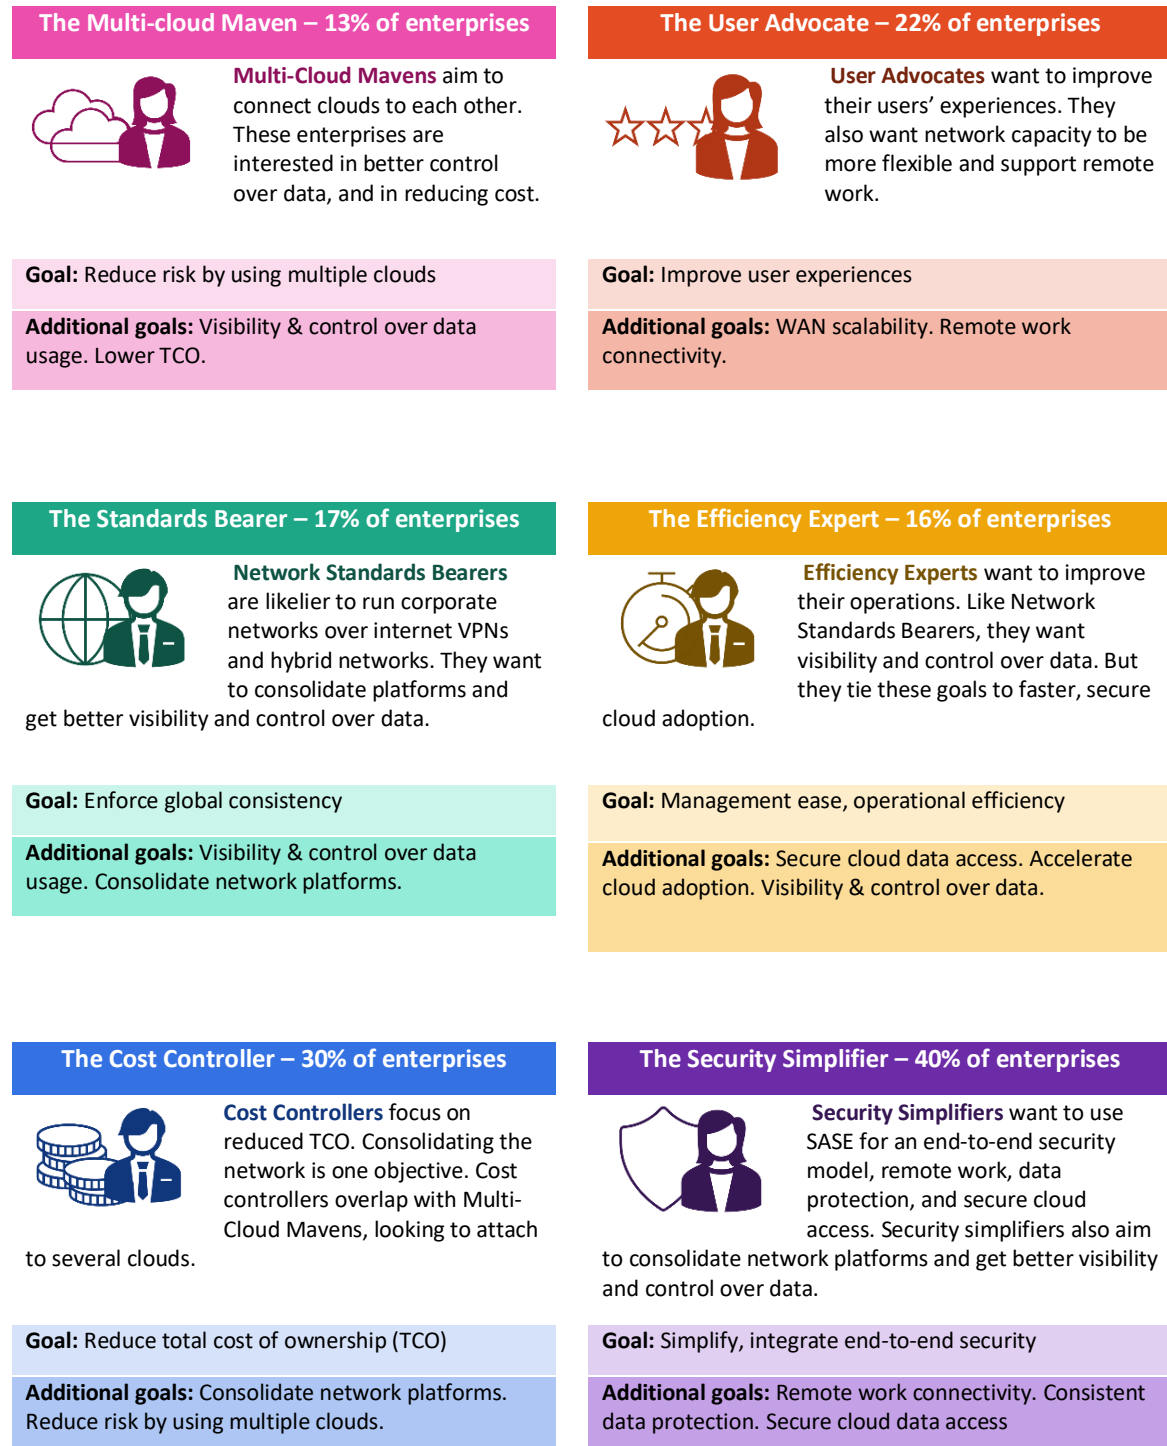 The Multi-cloud Maven – 13% of enterprises
Multi-Cloud Mavens aim to
connect clouds to each other.
These enterprises are
interested in better control
over data, and in reducing cost.
Goal: Reduce risk by using multiple clouds
Additional goals: Visibility & control over data
usage. Lower TCO.
The User Advocate – 22% of enterprises
User Advocates want to improve
their users’ experiences. They
also want network capacity to be
more flexible and support remote
work.
Goal: Improve user experiences
Additional goals: WAN scalability. Remote work
connectivity.
The Standards Bearer – 17% of enterprises
Network Standards Bearers
are likelier to run corporate
networks over internet VPNs
and hybrid networks. They want
to consolidate platforms and
get better visibility and control over data.
Goal: Enforce global consistency
Additional goals: Visibility & control over data
usage. Consolidate network platforms.
The Efficiency Expert – 16% of enterprises
Efficiency Experts want to improve
their operations. Like Network
Standards Bearers, they want
visibility and control over data. But
they tie these goals to faster, secure
cloud adoption.
Goal: Management ease, operational efficiency
Additional goals: Secure cloud data access. Accelerate
cloud adoption. Visibility & control over data.
The Cost Controller – 30% of enterprises
Cost Controllers focus on
reduced TCO. Consolidating the
network is one objective. Cost
controllers overlap with Multi-
Cloud Mavens, looking to attach
to several clouds.
Goal: Reduce total cost of ownership (TCO)
Additional goals: Consolidate network platforms.
Reduce risk by using multiple clouds.
The Security Simplifier – 40% of enterprises
Security Simplifiers want to use
SASE for an end-to-end security
model, remote work, data
protection, and secure cloud
access. Security simplifiers also aim
to consolidate network platforms and get better visibility
and control over data.
Goal: Simplify, integrate end-to-end security
Additional goals: Remote work connectivity. Consistent
data protection. Secure cloud data access